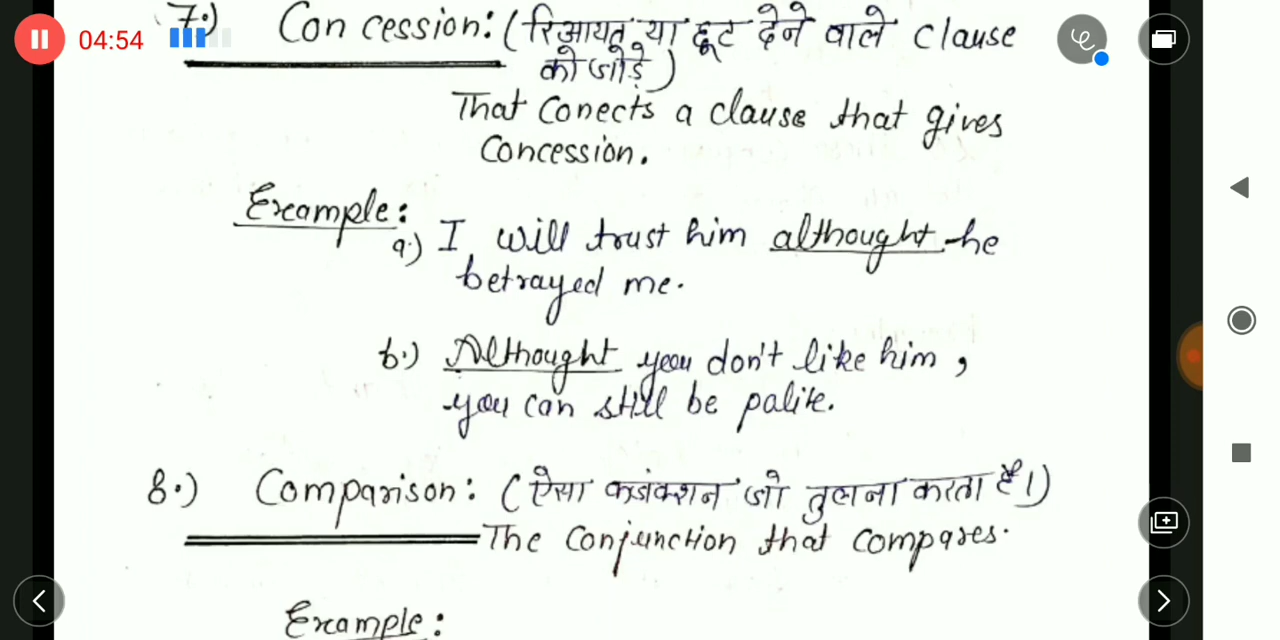 04:54
7.) Con cession: (रिआयत या छूट देने वाले clause
को जोड़े)
That Conects a clause that gives
Concession.
Example:
a.) I will trust him althought he
betrayed me.
b.) Althought you don't like him,
you can still be palite.
8.) Comparison: (ऐसा कजंक्शन जो तुलना करता है।)
The Conjunction that compares.
Example: